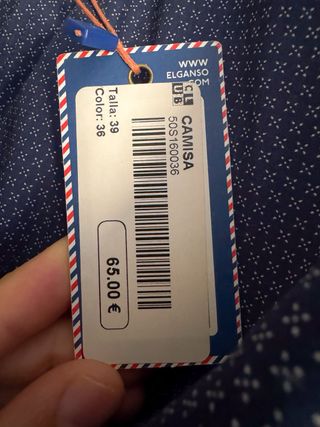 WWW
ELGANSO
.COM
CL
UB
CAMISA
50S160036
Talla: 39
Color: 36
65.00 €